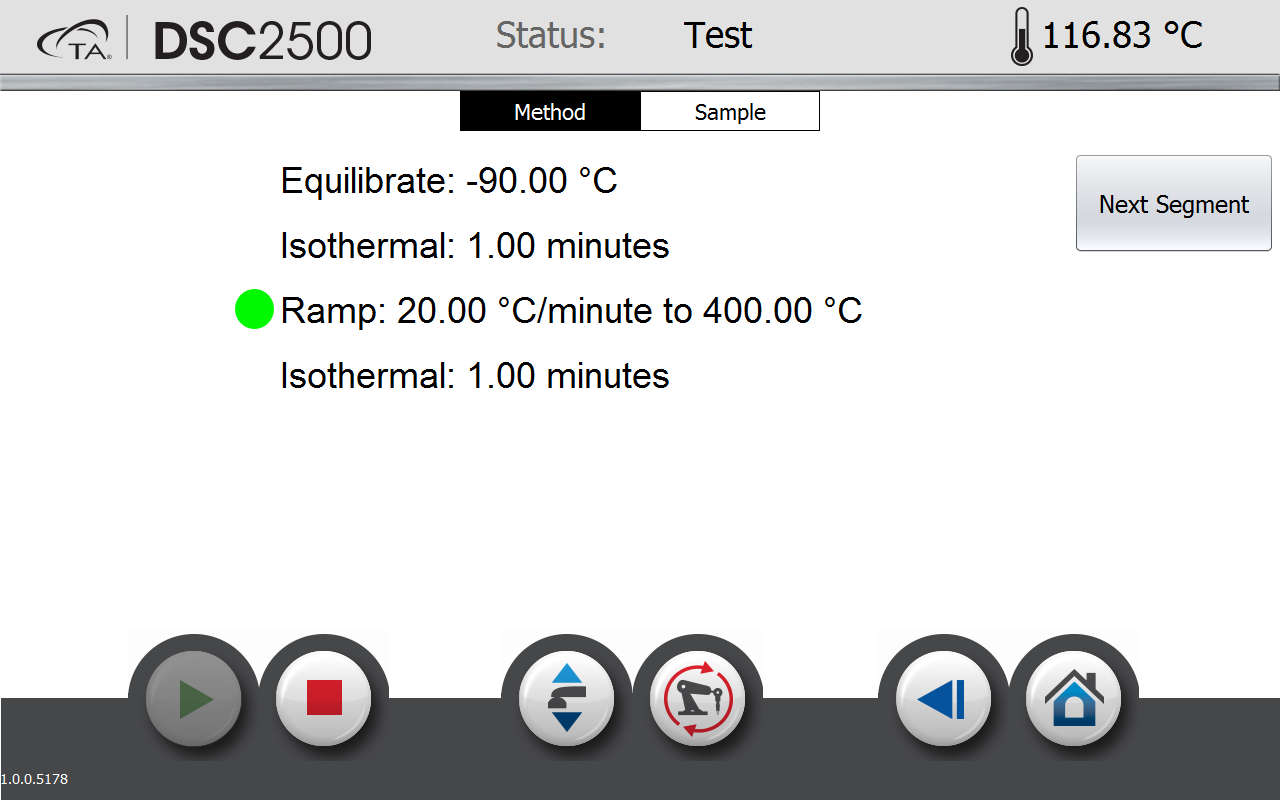 TA DSC2500 Status: Test 116.83 °C
Method Sample
Equilibrate: -90.00 °C
Next Segment
Isothermal: 1.00 minutes
Ramp: 20.00 °C/minute to 400.00 °C
Isothermal: 1.00 minutes
1.0.0.5178